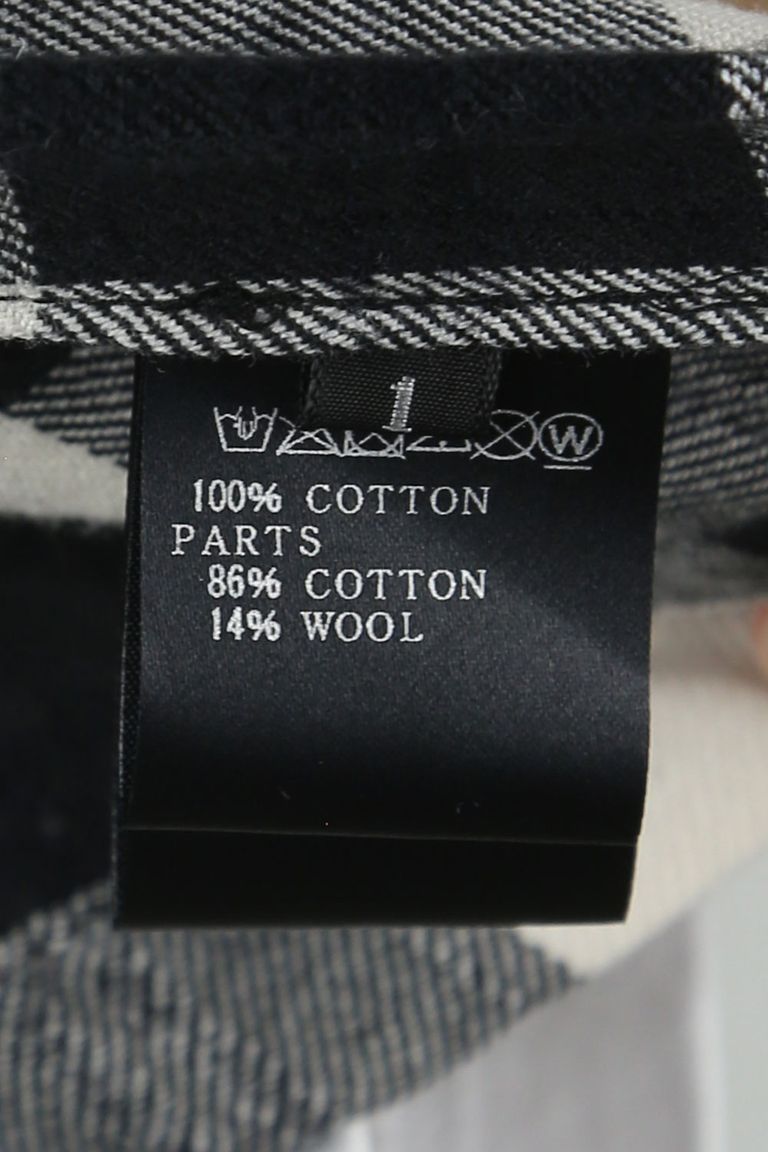 1
W
100% COTTON
PARTS
86% COTTON
14% WOOL